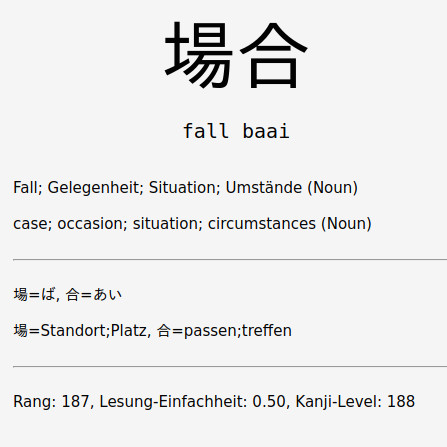 場合
fall baai
Fall; Gelegenheit; Situation; Umstände (Noun)
case; occasion; situation; circumstances (Noun)
場=ば, 合=あい
場=Standort;Platz, 合=passen;treffen
Rang: 187, Lesung-Einfachheit: 0.50, Kanji-Level: 188